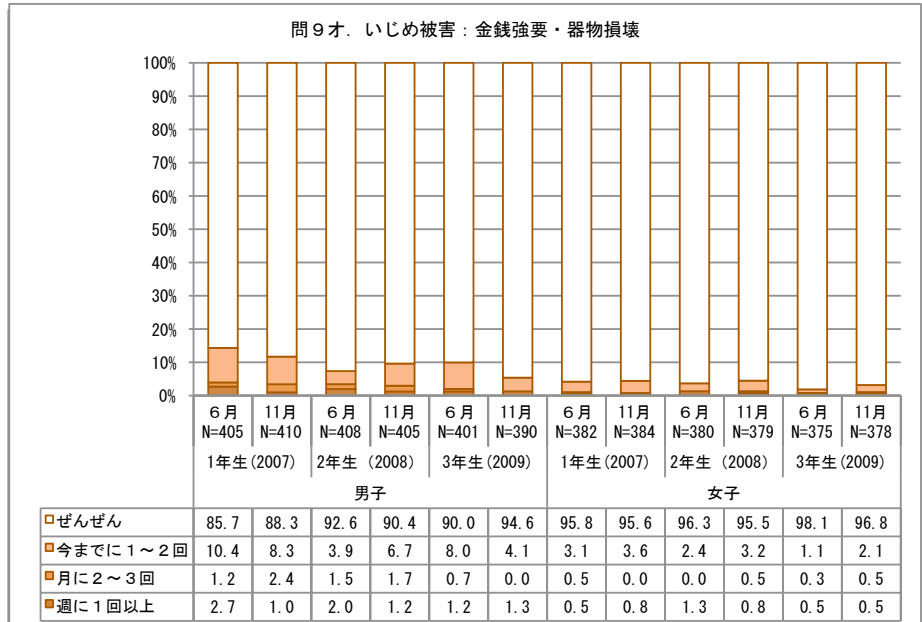 問９オ. いじめ被害：金銭強要・器物損壊
100%
90%
80%
70%
60%
50%
40%
30%
20%
10%
0%
６月 11月 ６月 11月 ６月 11月 ６月 11月 ６月 11月 ６月 11月
N=405 N=410 N=408 N=405 N=401 N=390 N=382 N=384 N=380 N=379 N=375 N=378
1年生(2007) 2年生（2008） 3年生(2009) 1年生(2007) 2年生（2008） 3年生(2009)
男子 女子
ぜんぜん 85.7 88.3 92.6 90.4 90.0 94.6 95.8 95.6 96.3 95.5 98.1 96.8
今までに１～２回 10.4 8.3 3.9 6.7 8.0 4.1 3.1 3.6 2.4 3.2 1.1 2.1
月に２～３回 1.2 2.4 1.5 1.7 0.7 0.0 0.5 0.0 0.0 0.5 0.3 0.5
週に１回以上 2.7 1.0 2.0 1.2 1.2 1.3 0.5 0.8 1.3 0.8 0.5 0.5